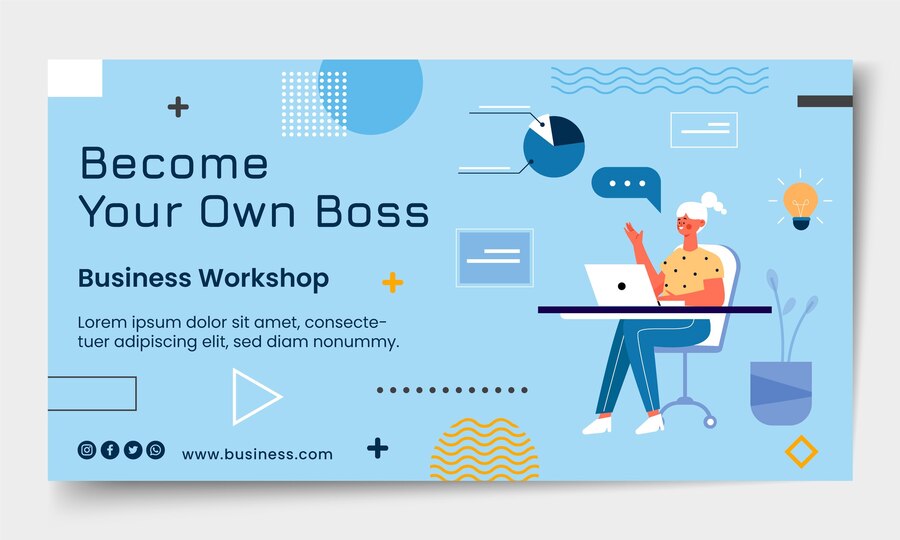 Become
Your Own Boss
Business Workshop
Lorem ipsum dolor sit amet, consecte-
tuer adipiscing elit, sed diam nonummy.
www.business.com